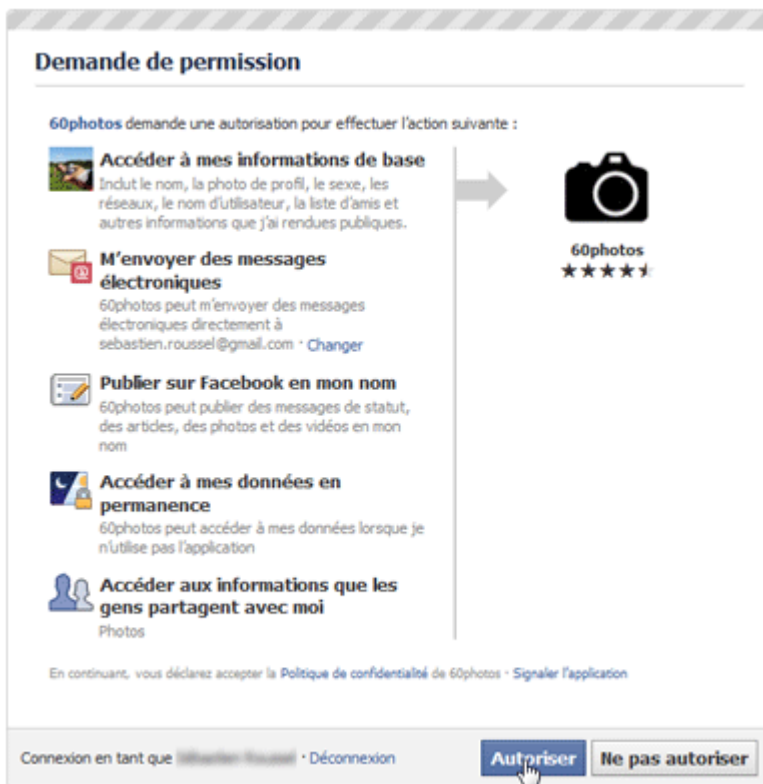 Demande de permission
60photos demande une autorisation pour effectuer l'action suivante :
Accéder à mes informations de base
Inclut le nom, la photo de profil, le sexe, les
réseaux, le nom d'utilisateur, la liste d'amis et
autres informations que j'ai rendues publiques.
M'envoyer des messages
électroniques
60photos peut m'envoyer des messages
électroniques directement à
sebastien.roussel@gmail.com · Changer
Publier sur Facebook en mon nom
60photos peut publier des messages de statut,
des articles, des photos et des vidéos en mon
nom
Accéder à mes données en
permanence
60photos peut accéder à mes données lorsque je
n'utilise pas l'application
Accéder aux informations que les
gens partagent avec moi
Photos
60photos
En continuant, vous déclarez accepter la Politique de confidentialité de 60photos · Signaler l'application
Connexion en tant que · Déconnexion
Autoriser
Ne pas autoriser